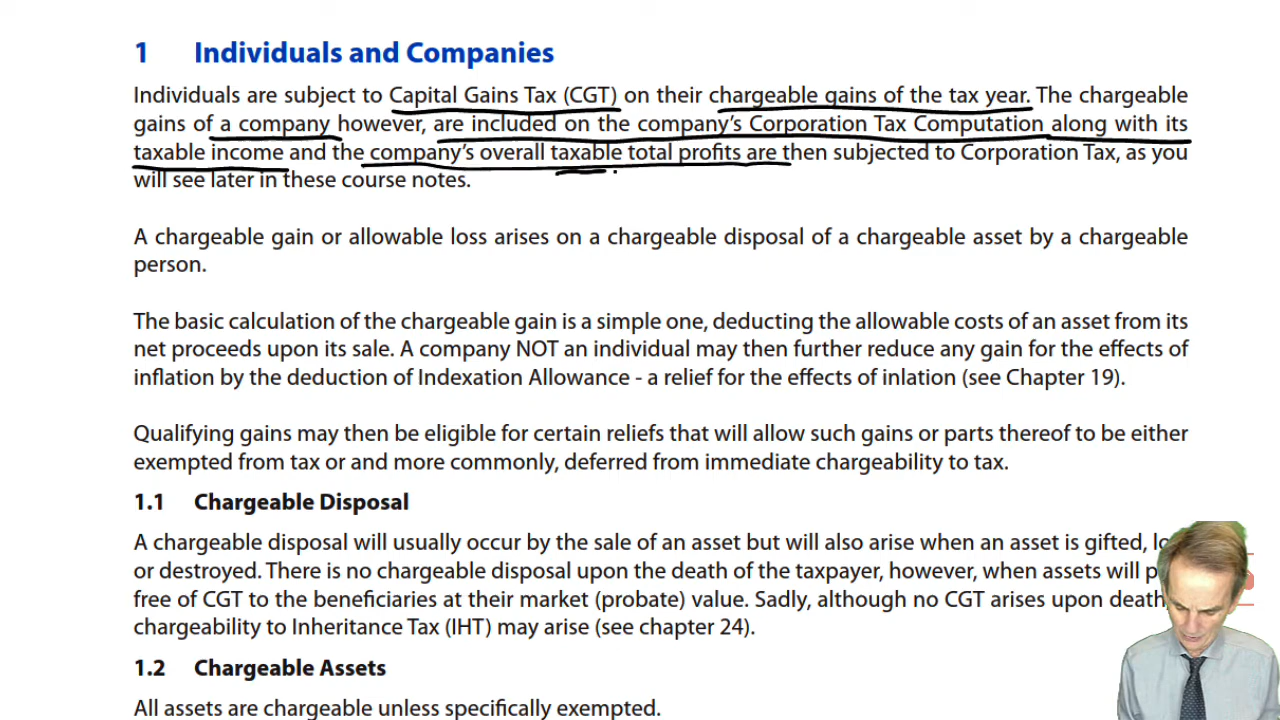 1 Individuals and Companies
Individuals are subject to Capital Gains Tax (CGT) on their chargeable gains of the tax year. The chargeable
gains of a company however, are included on the company's Corporation Tax Computation along with its
taxable income and the company's overall taxable total profits are then subjected to Corporation Tax, as you
will see later in these course notes.
A chargeable gain or allowable loss arises on a chargeable disposal of a chargeable asset by a chargeable
person.
The basic calculation of the chargeable gain is a simple one, deducting the allowable costs of an asset from its
net proceeds upon its sale. A company NOT an individual may then further reduce any gain for the effects of
inflation by the deduction of Indexation Allowance - a relief for the effects of inlation (see Chapter 19).
Qualifying gains may then be eligible for certain reliefs that will allow such gains or parts thereof to be either
exempted from tax or and more commonly, deferred from immediate chargeability to tax.
1.1 Chargeable Disposal
A chargeable disposal will usually occur by the sale of an asset but will also arise when an asset is gifted,
or destroyed. There is no chargeable disposal upon the death of the taxpayer, however, when assets will
free of CGT to the beneficiaries at their market (probate) value. Sadly, although no CGT arises upon death,
chargeability to Inheritance Tax (IHT) may arise (see chapter 24).
1.2 Chargeable Assets
All assets are chargeable unless specifically exempted.